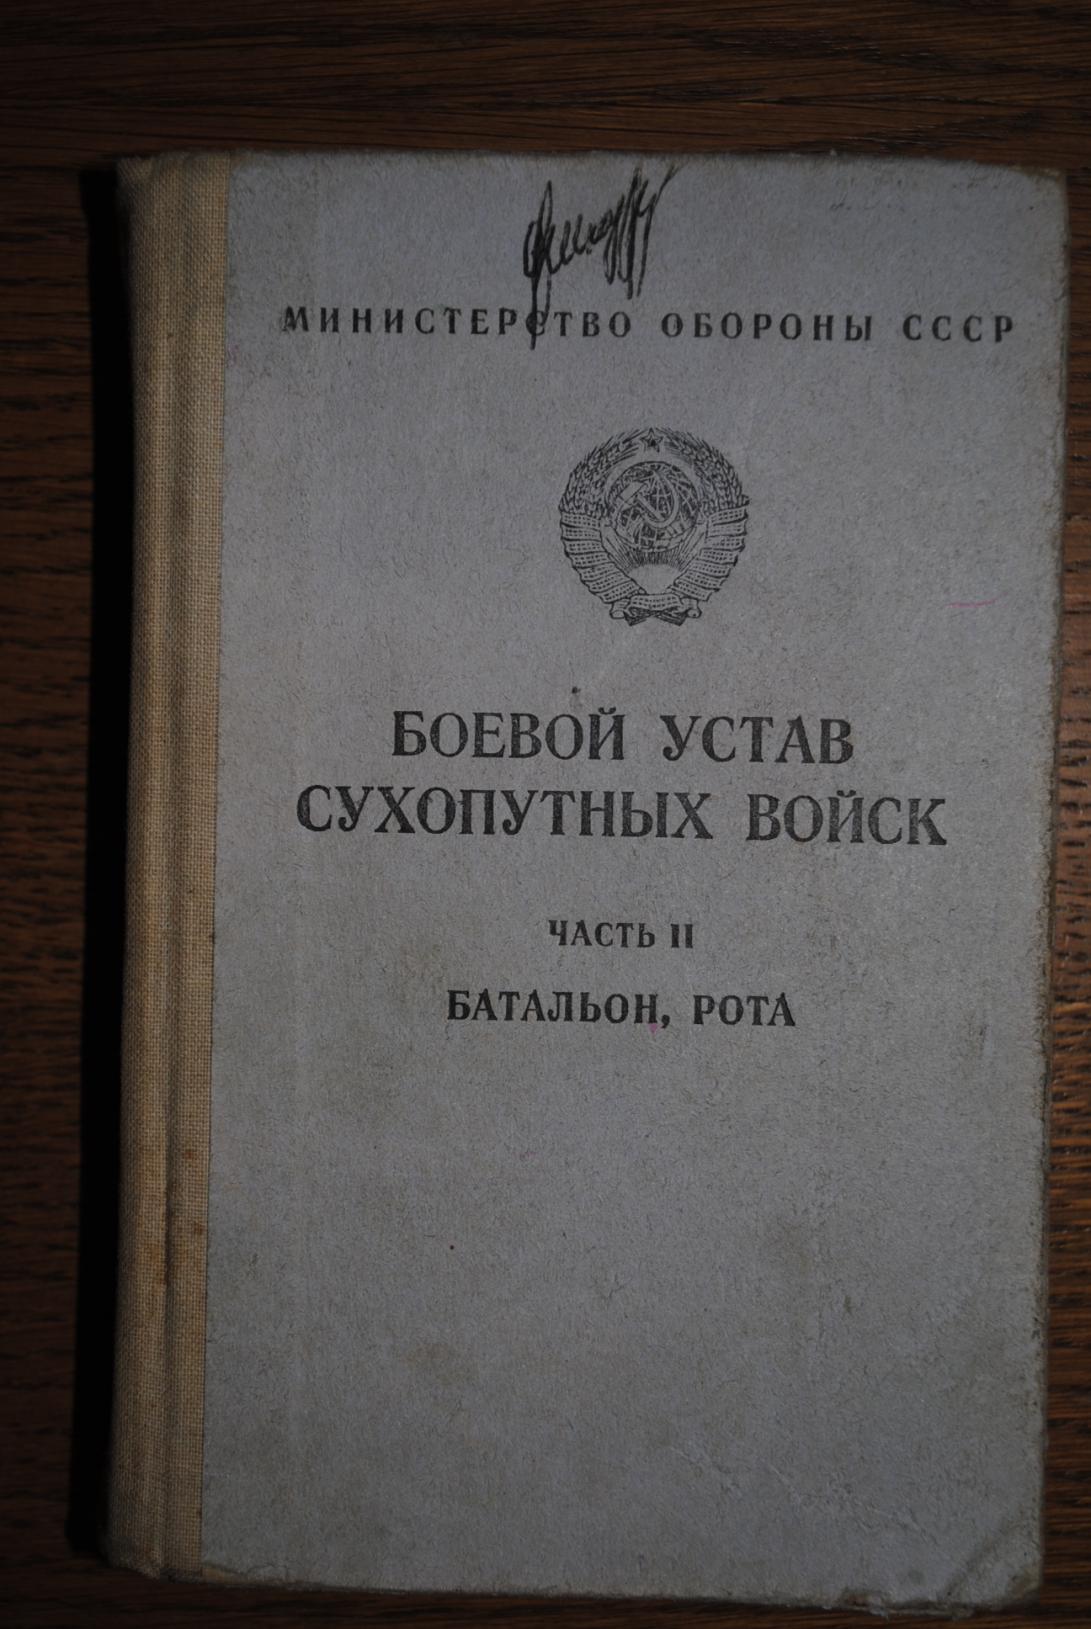 МИНИСТЕРСТВО ОБОРОНЫ СССР
БОЕВОЙ УСТАВ
СУХОПУТНЫХ ВОЙСК
ЧАСТЬ II
БАТАЛЬОН, РОТА